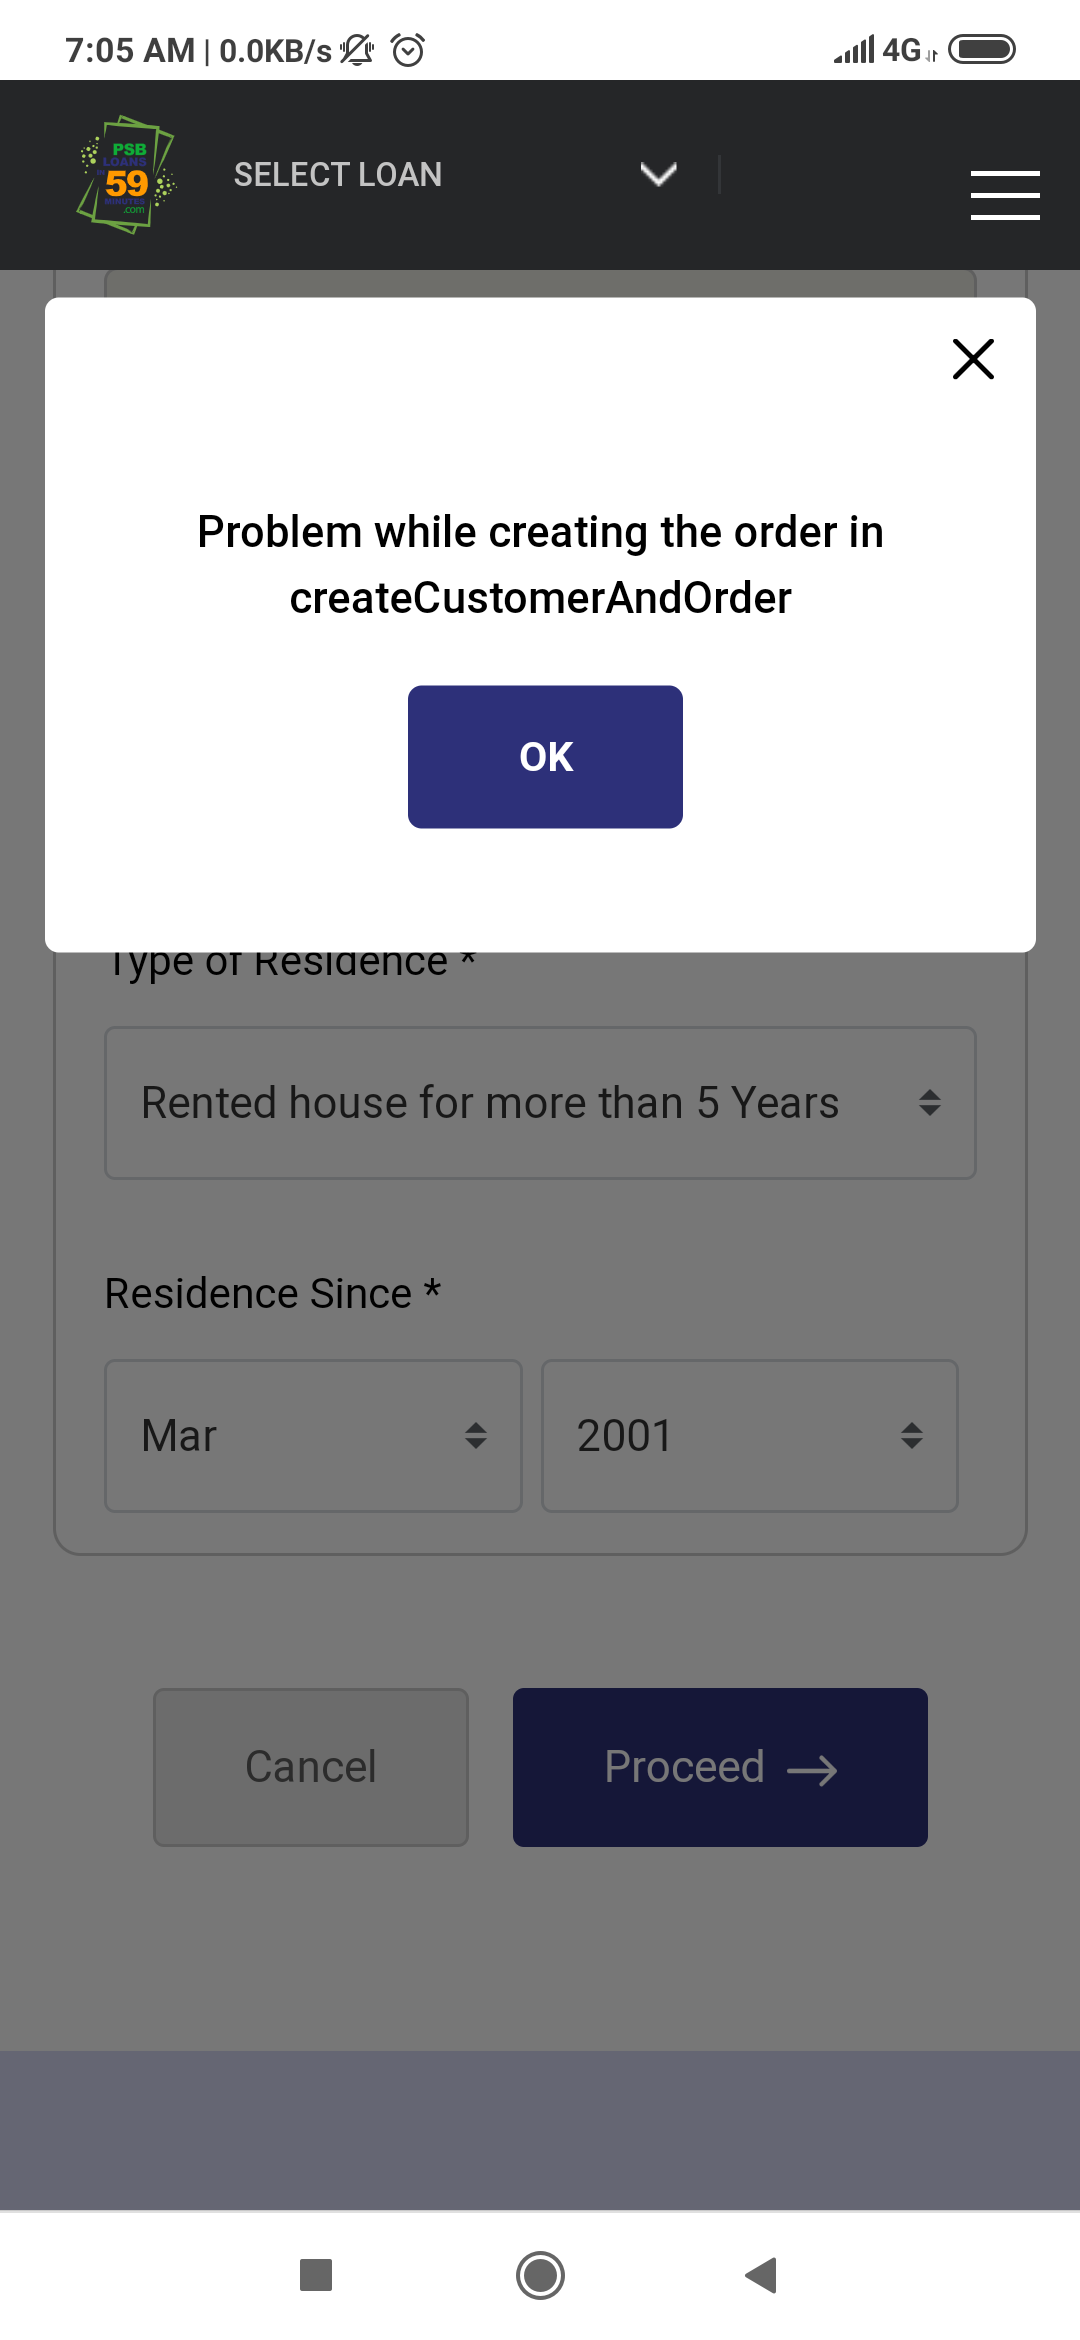 7:05 AM | 0.0KB/s
4G
PSB
LOANS
IN
59
MINUTES
.com
SELECT LOAN
Problem while creating the order in
createCustomerAndOrder
OK
Type of Residence *
Rented house for more than 5 Years
Residence Since *
Mar
2001
Cancel
Proceed →